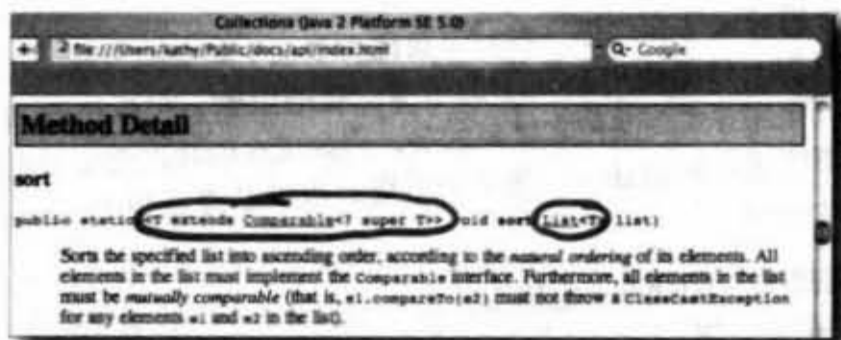 Collections (Java 2 Platform SE 5.0)
file:///Users/kathy/Public/docs/api/index.html
Google
Method Detail
sort
public static <T extends Comparable<? super T>> void sort(List<T> list)
Sorts the specified list into ascending order, according to the natural ordering of its elements. All
elements in the list must implement the Comparable interface. Furthermore, all elements in the list
must be mutually comparable (that is, e1.compareTo(e2) must not throw a ClassCastException
for any elements e1 and e2 in the list).